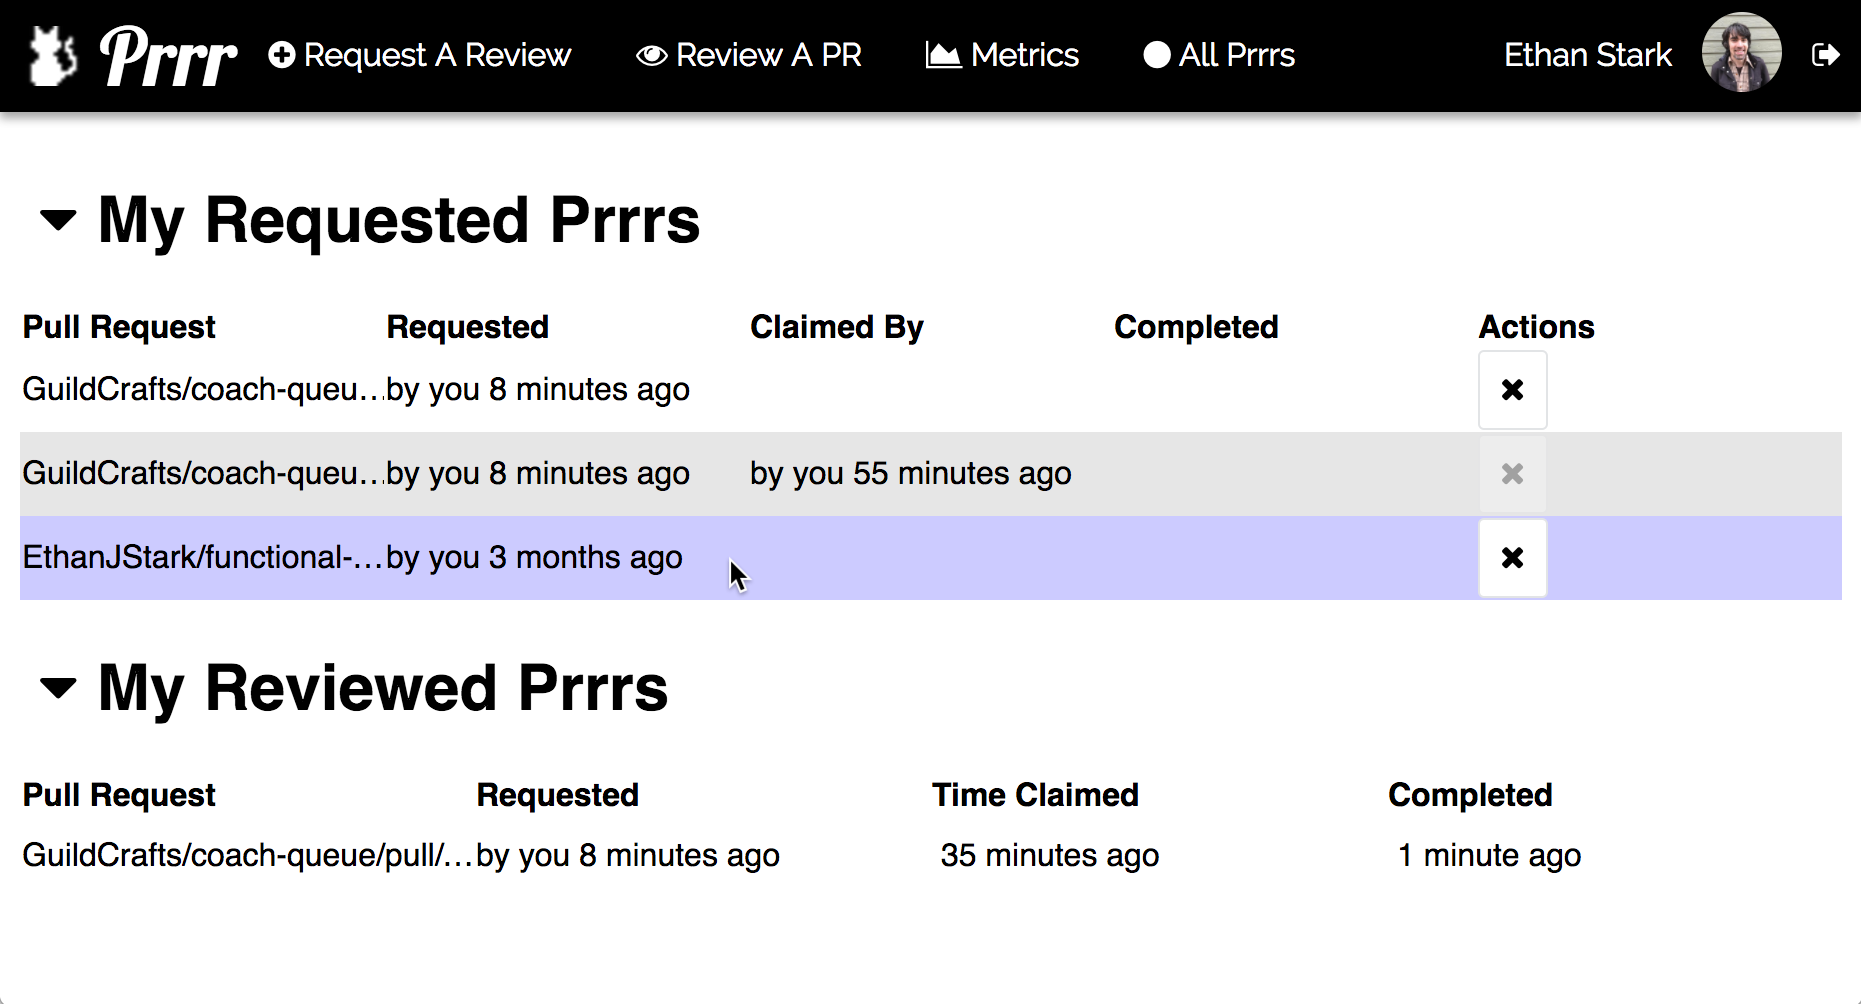 Prrr Request A Review Review A PR Metrics All Prrrs Ethan Stark
My Requested Prrrs
Pull Request Requested Claimed By Completed Actions
GuildCrafts/coach-queu... by you 8 minutes ago
GuildCrafts/coach-queu... by you 8 minutes ago by you 55 minutes ago
EthanJStark/functional-... by you 3 months ago
My Reviewed Prrrs
Pull Request Requested Time Claimed Completed
GuildCrafts/coach-queue/pull/... by you 8 minutes ago 35 minutes ago 1 minute ago